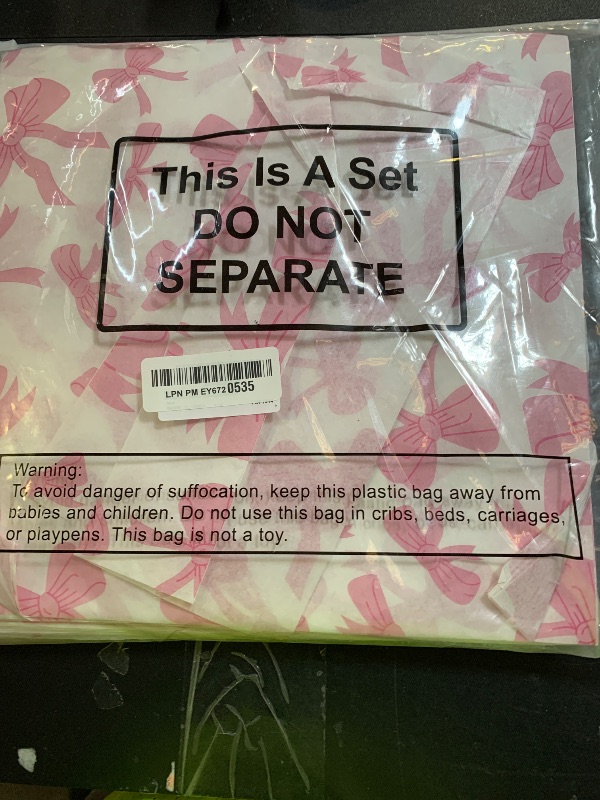 This Is A Set
DO NOT
SEPARATE
LPN PM EY672 0535
Warning:
To avoid danger of suffocation, keep this plastic bag away from
babies and children. Do not use this bag in cribs, beds, carriages,
or playpens. This bag is not a toy.